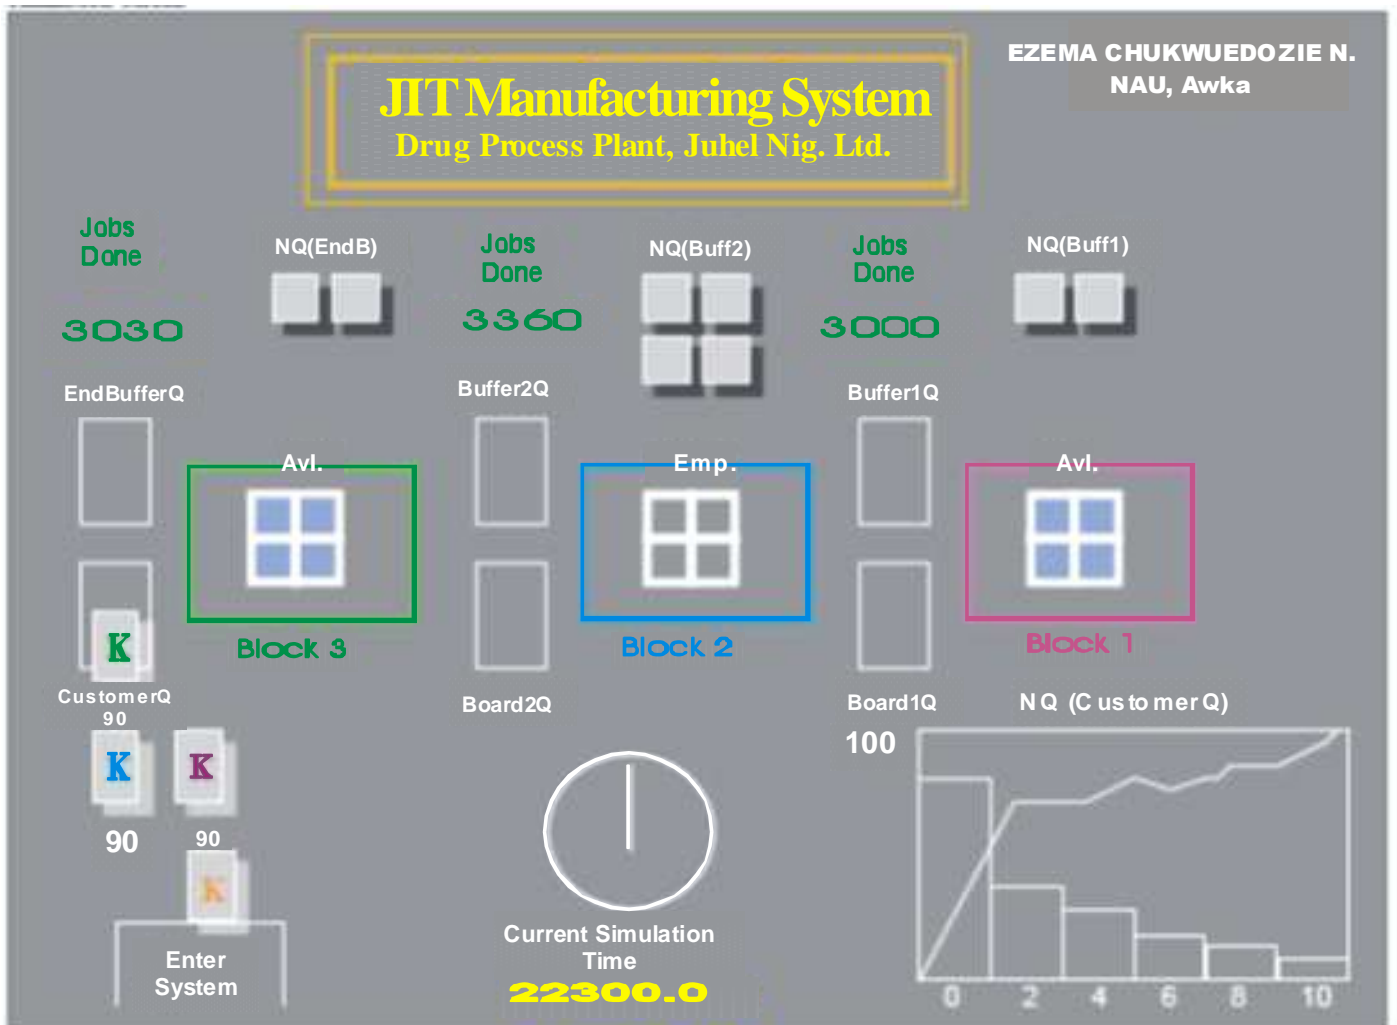 EZEMA CHUKWUEDOZIE N.
NAU, Awka
JIT Manufacturing System
Drug Process Plant, Juhel Nig. Ltd.
Jobs
Done
3030
NQ(EndB)
Jobs
Done
3360
NQ(Buff2)
Jobs
Done
3000
NQ(Buff1)
EndBufferQ
Buffer2Q
Buffer1Q
Avl.
Emp.
Avl.
K
Block 3
Block 2
Block 1
CustomerQ
90
Board2Q
Board1Q
NQ (CustomerQ)
100
K
K
90
90
K
Enter
System
Current Simulation
Time
22300.0
0 2 4 6 8 10